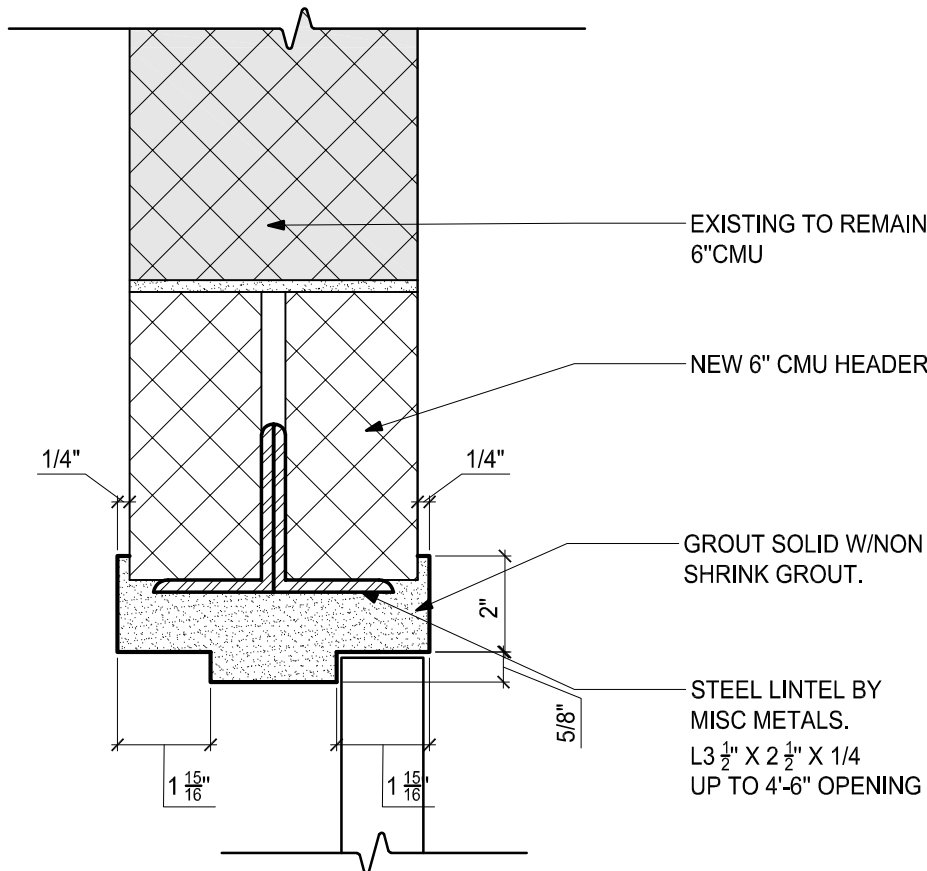 EXISTING TO REMAIN
6"CMU
NEW 6" CMU HEADER
1/4"
1/4"
GROUT SOLID W/NON
SHRINK GROUT.
2"
5/8"
STEEL LINTEL BY
MISC METALS.
L3 1/2" X 2 1/2" X 1/4
UP TO 4'-6" OPENING
1 15/16"
1 15/16"